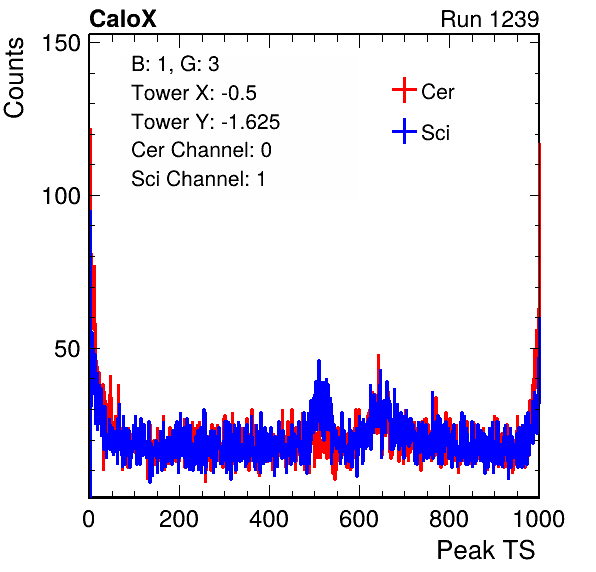 CaloX Run 1239
Counts
150
100
50
B: 1, G: 3
Tower X: -0.5
Tower Y: -1.625
Cer Channel: 0
Sci Channel: 1
Cer
Sci
0 200 400 600 800 1000
Peak TS